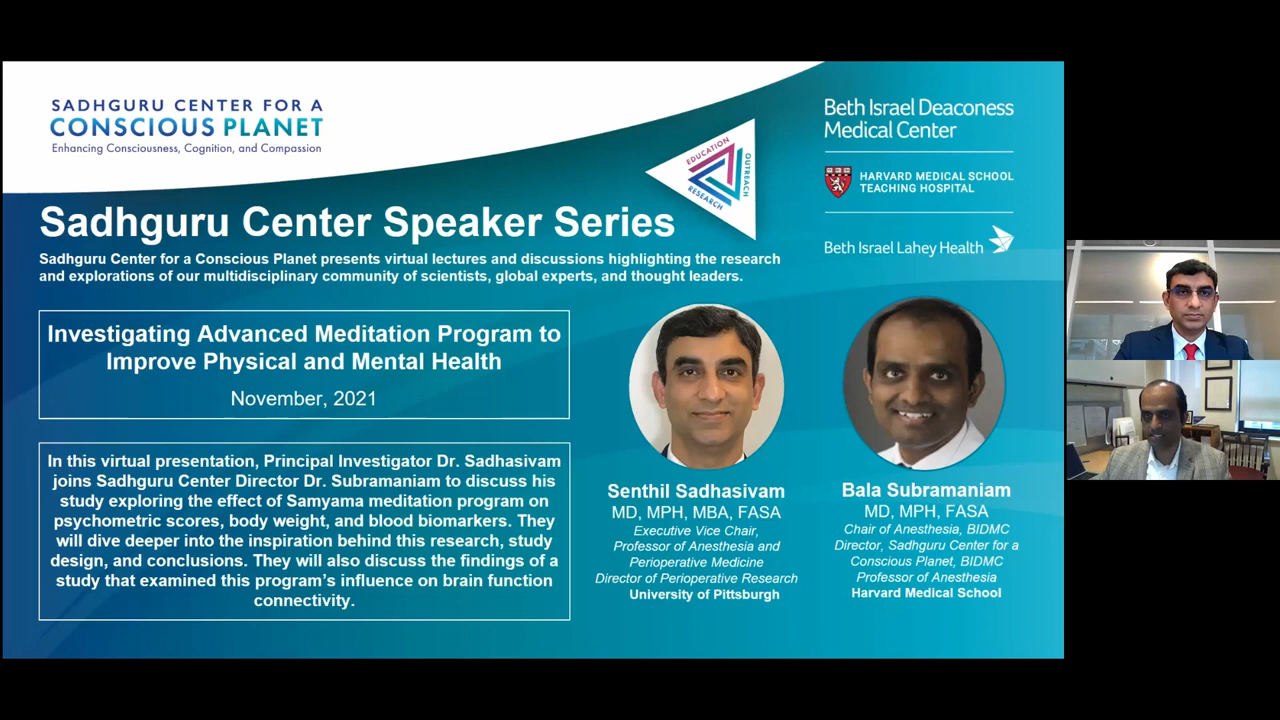 SADHGURU CENTER FOR A
CONSCIOUS PLANET
Enhancing Consciousness, Cognition, and Compassion
EDUCATION
OUTREACH
RESEARCH
Beth Israel Deaconess
Medical Center
HARVARD MEDICAL SCHOOL
TEACHING HOSPITAL
Beth Israel Lahey Health
Sadhguru Center Speaker Series
Sadhguru Center for a Conscious Planet presents virtual lectures and discussions highlighting the research
and explorations of our multidisciplinary community of scientists, global experts, and thought leaders.
Investigating Advanced Meditation Program to
Improve Physical and Mental Health
November, 2021
In this virtual presentation, Principal Investigator Dr. Sadhasivam
joins Sadhguru Center Director Dr. Subramaniam to discuss his
study exploring the effect of Samyama meditation program on
psychometric scores, body weight, and blood biomarkers. They
will dive deeper into the inspiration behind this research, study
design, and conclusions. They will also discuss the findings of a
study that examined this program's influence on brain function
connectivity.
Senthil Sadhasivam
MD, MPH, MBA, FASA
Executive Vice Chair,
Professor of Anesthesia and
Perioperative Medicine
Director of Perioperative Research
University of Pittsburgh
Bala Subramaniam
MD, MPH, FASA
Chair of Anesthesia, BIDMC
Director, Sadhguru Center for a
Conscious Planet, BIDMC
Professor of Anesthesia
Harvard Medical School